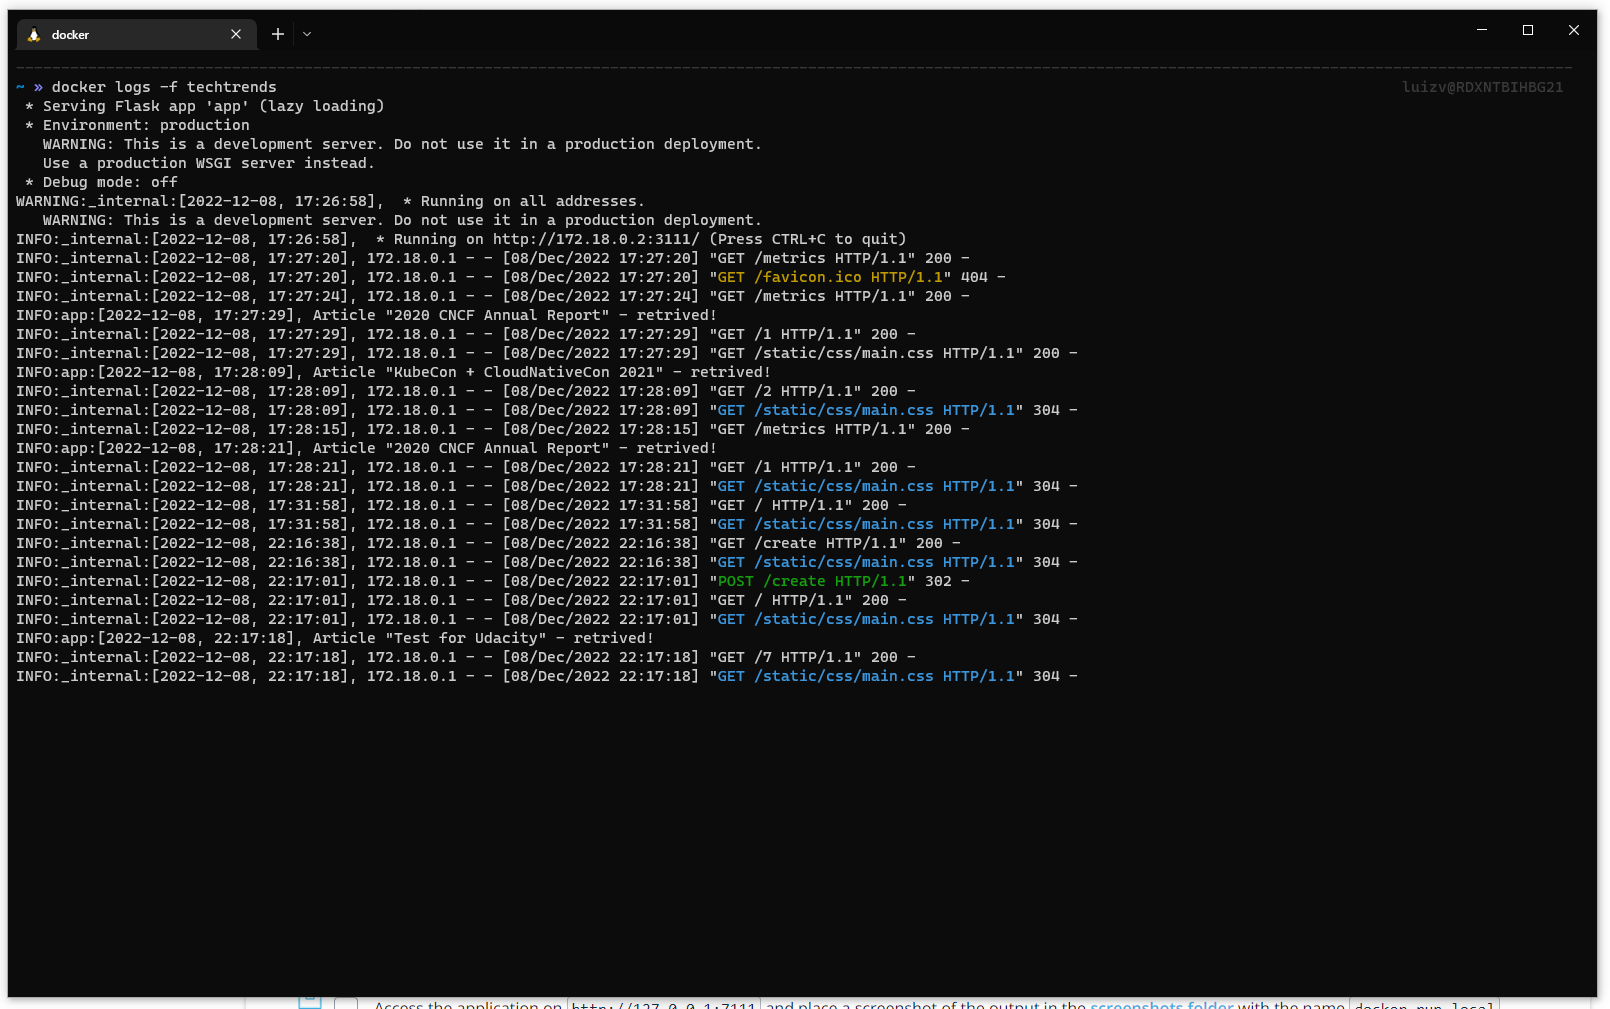 docker
~ » docker logs -f techtrends luizv@RDXNTBIHBG21
 * Serving Flask app 'app' (lazy loading)
 * Environment: production
   WARNING: This is a development server. Do not use it in a production deployment.
   Use a production WSGI server instead.
 * Debug mode: off
WARNING:_internal:[2022-12-08, 17:26:58],  * Running on all addresses.
   WARNING: This is a development server. Do not use it in a production deployment.
INFO:_internal:[2022-12-08, 17:26:58],  * Running on http://172.18.0.2:3111/ (Press CTRL+C to quit)
INFO:_internal:[2022-12-08, 17:27:20], 172.18.0.1 - - [08/Dec/2022 17:27:20] "GET /metrics HTTP/1.1" 200 -
INFO:_internal:[2022-12-08, 17:27:20], 172.18.0.1 - - [08/Dec/2022 17:27:20] "GET /favicon.ico HTTP/1.1" 404 -
INFO:_internal:[2022-12-08, 17:27:24], 172.18.0.1 - - [08/Dec/2022 17:27:24] "GET /metrics HTTP/1.1" 200 -
INFO:app:[2022-12-08, 17:27:29], Article "2020 CNCF Annual Report" - retrived!
INFO:_internal:[2022-12-08, 17:27:29], 172.18.0.1 - - [08/Dec/2022 17:27:29] "GET /1 HTTP/1.1" 200 -
INFO:_internal:[2022-12-08, 17:27:29], 172.18.0.1 - - [08/Dec/2022 17:27:29] "GET /static/css/main.css HTTP/1.1" 200 -
INFO:app:[2022-12-08, 17:28:09], Article "KubeCon + CloudNativeCon 2021" - retrived!
INFO:_internal:[2022-12-08, 17:28:09], 172.18.0.1 - - [08/Dec/2022 17:28:09] "GET /2 HTTP/1.1" 200 -
INFO:_internal:[2022-12-08, 17:28:09], 172.18.0.1 - - [08/Dec/2022 17:28:09] "GET /static/css/main.css HTTP/1.1" 304 -
INFO:_internal:[2022-12-08, 17:28:15], 172.18.0.1 - - [08/Dec/2022 17:28:15] "GET /metrics HTTP/1.1" 200 -
INFO:app:[2022-12-08, 17:28:21], Article "2020 CNCF Annual Report" - retrived!
INFO:_internal:[2022-12-08, 17:28:21], 172.18.0.1 - - [08/Dec/2022 17:28:21] "GET /1 HTTP/1.1" 200 -
INFO:_internal:[2022-12-08, 17:28:21], 172.18.0.1 - - [08/Dec/2022 17:28:21] "GET /static/css/main.css HTTP/1.1" 304 -
INFO:_internal:[2022-12-08, 17:31:58], 172.18.0.1 - - [08/Dec/2022 17:31:58] "GET / HTTP/1.1" 200 -
INFO:_internal:[2022-12-08, 17:31:58], 172.18.0.1 - - [08/Dec/2022 17:31:58] "GET /static/css/main.css HTTP/1.1" 304 -
INFO:_internal:[2022-12-08, 22:16:38], 172.18.0.1 - - [08/Dec/2022 22:16:38] "GET /create HTTP/1.1" 200 -
INFO:_internal:[2022-12-08, 22:16:38], 172.18.0.1 - - [08/Dec/2022 22:16:38] "GET /static/css/main.css HTTP/1.1" 304 -
INFO:_internal:[2022-12-08, 22:17:01], 172.18.0.1 - - [08/Dec/2022 22:17:01] "POST /create HTTP/1.1" 302 -
INFO:_internal:[2022-12-08, 22:17:01], 172.18.0.1 - - [08/Dec/2022 22:17:01] "GET / HTTP/1.1" 200 -
INFO:_internal:[2022-12-08, 22:17:01], 172.18.0.1 - - [08/Dec/2022 22:17:01] "GET /static/css/main.css HTTP/1.1" 304 -
INFO:app:[2022-12-08, 22:17:18], Article "Test for Udacity" - retrived!
INFO:_internal:[2022-12-08, 22:17:18], 172.18.0.1 - - [08/Dec/2022 22:17:18] "GET /7 HTTP/1.1" 200 -
INFO:_internal:[2022-12-08, 22:17:18], 172.18.0.1 - - [08/Dec/2022 22:17:18] "GET /static/css/main.css HTTP/1.1" 304 -
Access the application on http://127.0.0.1:7111 and place a screenshot of the output in the screenshots folder with the name docker-run-local